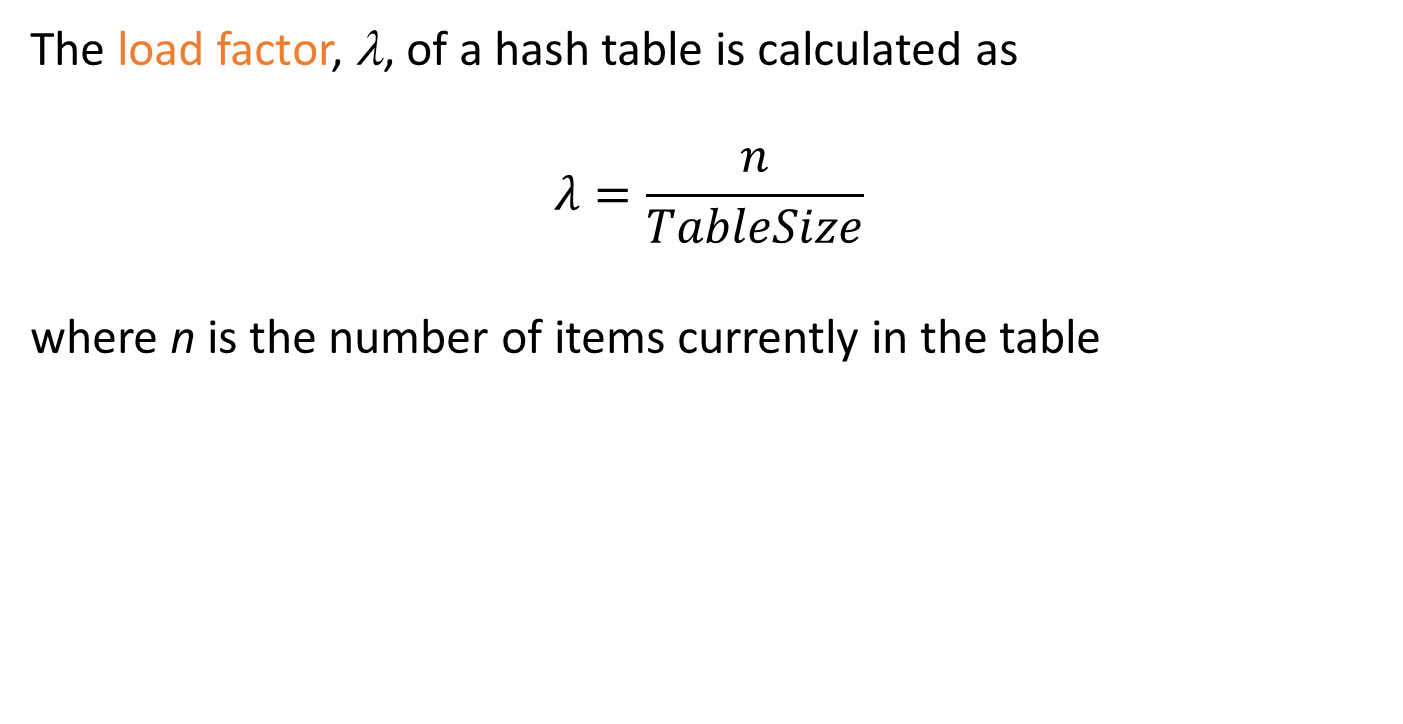 The load factor, λ, of a hash table is calculated as
λ = n / TableSize
where n is the number of items currently in the table